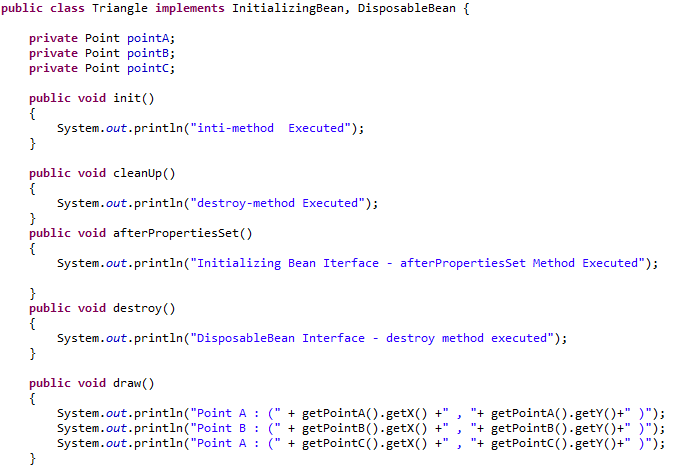 public class Triangle implements InitializingBean, DisposableBean {
private Point pointA;
private Point pointB;
private Point pointC;
public void init()
{
System.out.println("inti-method  Executed");
}
public void cleanUp()
{
System.out.println("destroy-method Executed");
}
public void afterPropertiesSet()
{
System.out.println("Initializing Bean Iterface - afterPropertiesSet Method Executed");
}
public void destroy()
{
System.out.println("DisposableBean Interface - destroy method executed");
}
public void draw()
{
System.out.println("Point A : (" + getPointA().getX() +" , "+ getPointA().getY()+" )");
System.out.println("Point B : (" + getPointB().getX() +" , "+ getPointB().getY()+" )");
System.out.println("Point A : (" + getPointC().getX() +" , "+ getPointC().getY()+" )");
}